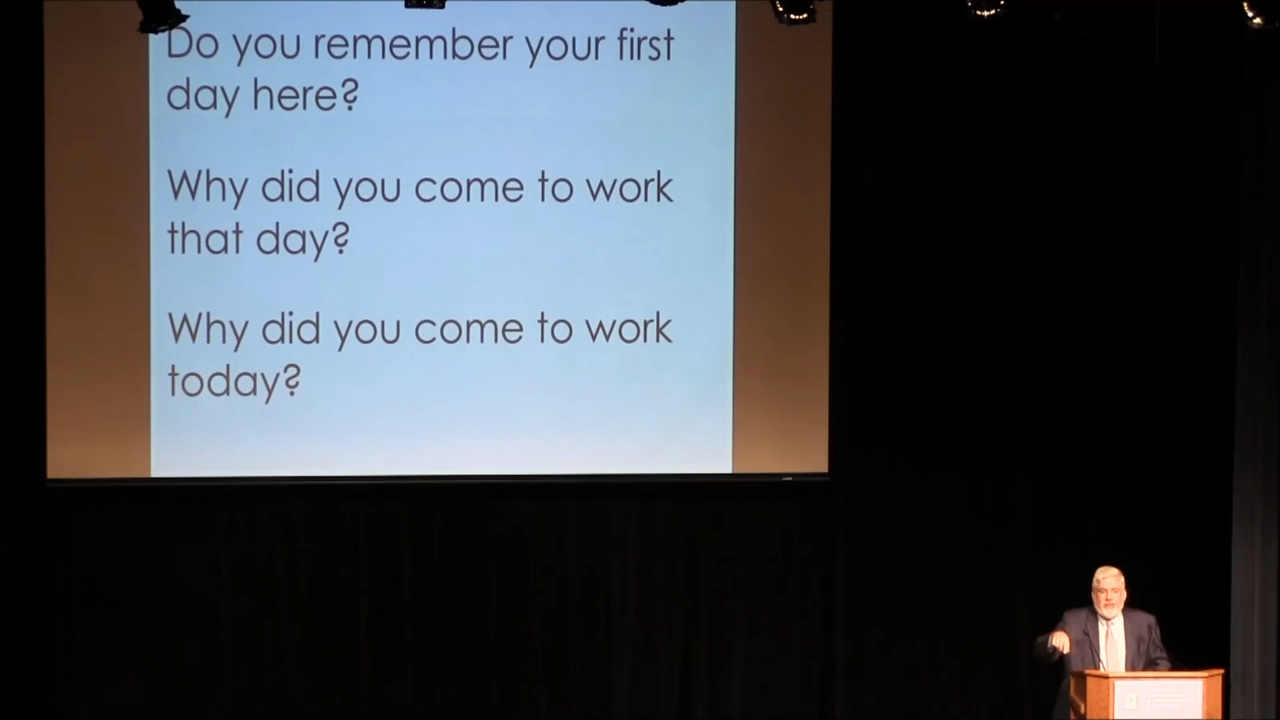 Do you remember your first
day here?
Why did you come to work
that day?
Why did you come to work
today?